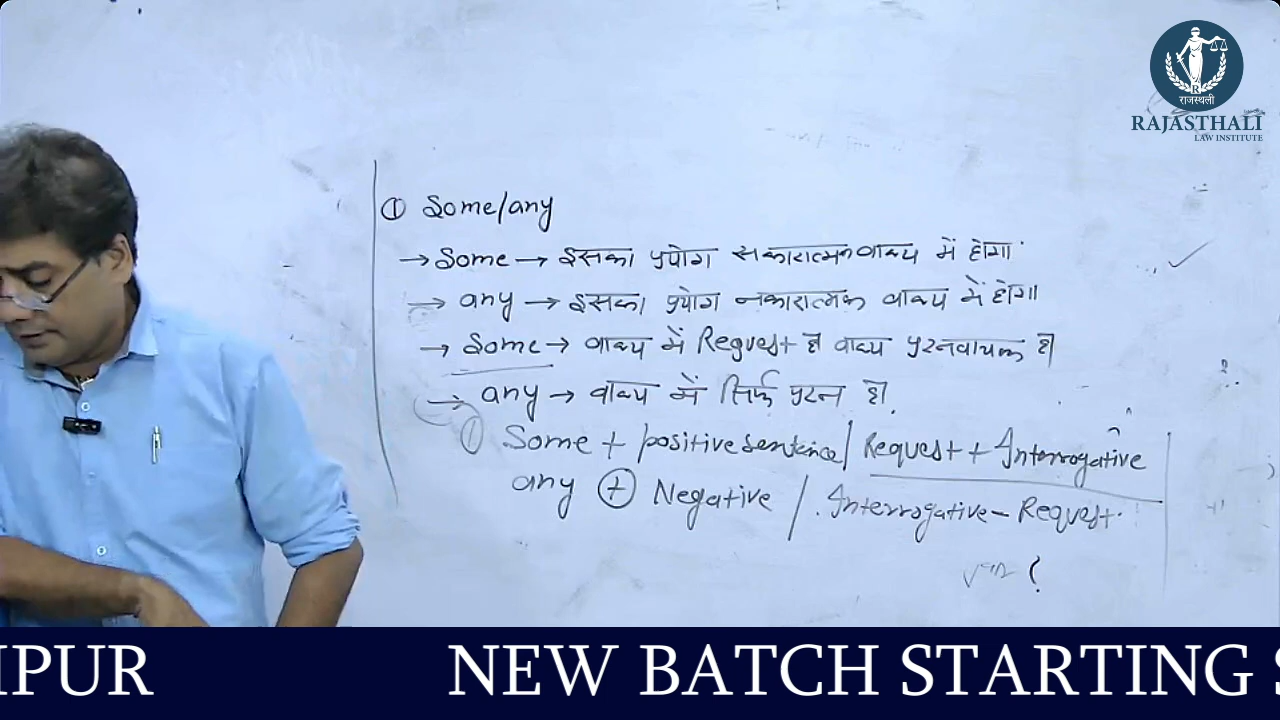 राजस्थली
RAJASTHALI
LAW INSTITUTE
① Some/any
→ Some → इसका प्रयोग सकारात्मक वाक्य में होगा
→ any → इसका प्रयोग नकारात्मक वाक्य में होगा
→ Some → वाक्य में Request हो वाक्य प्रश्नवाचक हो
→ any → वाक्य में सिर्फ प्रश्न हो.
① Some + positive sentence/ Request + Interrogative
any ⊕ Negative / Interrogative - Request
IPUR NEW BATCH STARTING S